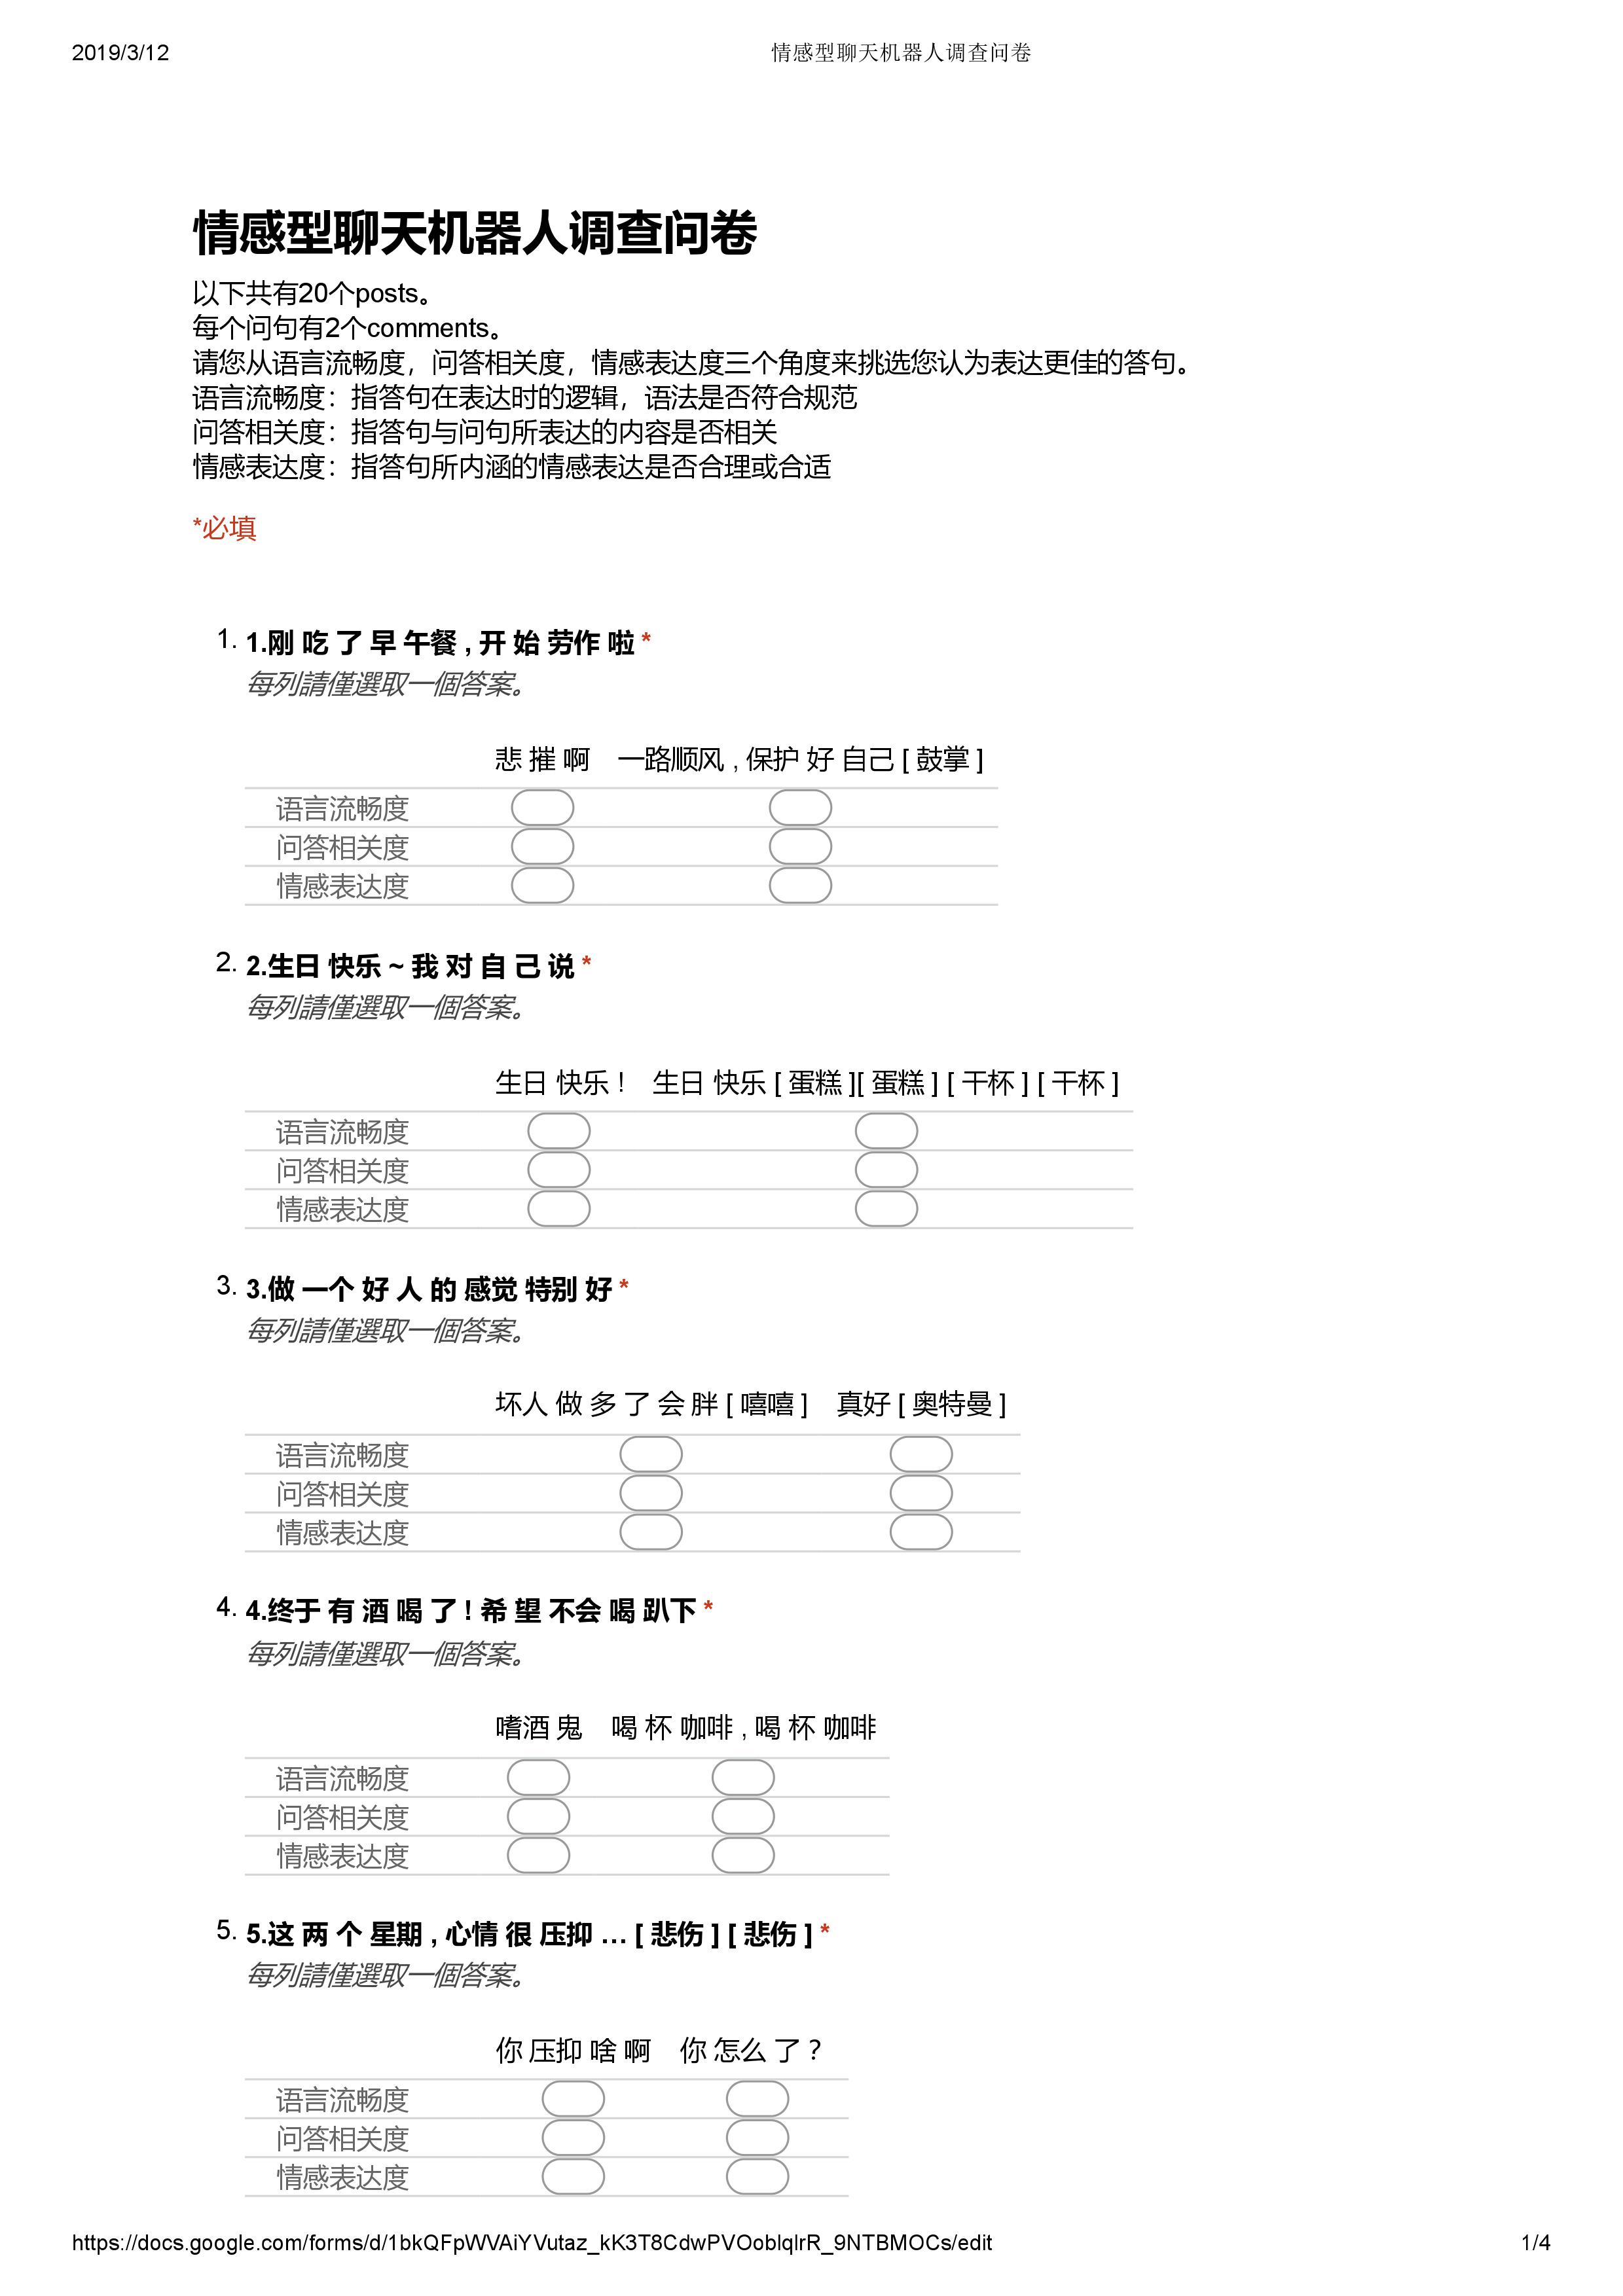 2019/3/12 情感型聊天机器人调查问卷
情感型聊天机器人调查问卷
以下共有20个posts。
每个问句有2个comments。
请您从语言流畅度，问答相关度，情感表达度三个角度来挑选您认为表达更佳的答句。
语言流畅度：指答句在表达时的逻辑，语法是否符合规范
问答相关度：指答句与问句所表达的内容是否相关
情感表达度：指答句所内涵的情感表达是否合理或合适
*必填
1. 1.刚 吃 了 早 午餐 , 开 始 劳作 啦 *
每列請僅選取一個答案。
悲 摧 啊 一路顺风 , 保护 好 自己 [ 鼓掌 ]
语言流畅度
问答相关度
情感表达度
2. 2.生日 快乐 ~ 我 对 自 己 说 *
每列請僅選取一個答案。
生日 快乐 ! 生日 快乐 [ 蛋糕 ][ 蛋糕 ] [ 干杯 ] [ 干杯 ]
语言流畅度
问答相关度
情感表达度
3. 3.做 一个 好 人 的 感觉 特别 好 *
每列請僅選取一個答案。
坏人 做 多 了 会 胖 [ 嘻嘻 ] 真好 [ 奥特曼 ]
语言流畅度
问答相关度
情感表达度
4. 4.终于 有 酒 喝 了 ! 希 望 不会 喝 趴下 *
每列請僅選取一個答案。
嗜酒 鬼 喝 杯 咖啡 , 喝 杯 咖啡
语言流畅度
问答相关度
情感表达度
5. 5.这 两 个 星期 , 心情 很 压抑 … [ 悲伤 ] [ 悲伤 ] *
每列請僅選取一個答案。
你 压抑 啥 啊 你 怎么 了 ?
语言流畅度
问答相关度
情感表达度
https://docs.google.com/forms/d/1bkQFpWVAiYVutaz_kK3T8CdwPVOoblqlrR_9NTBMOCs/edit 1/4